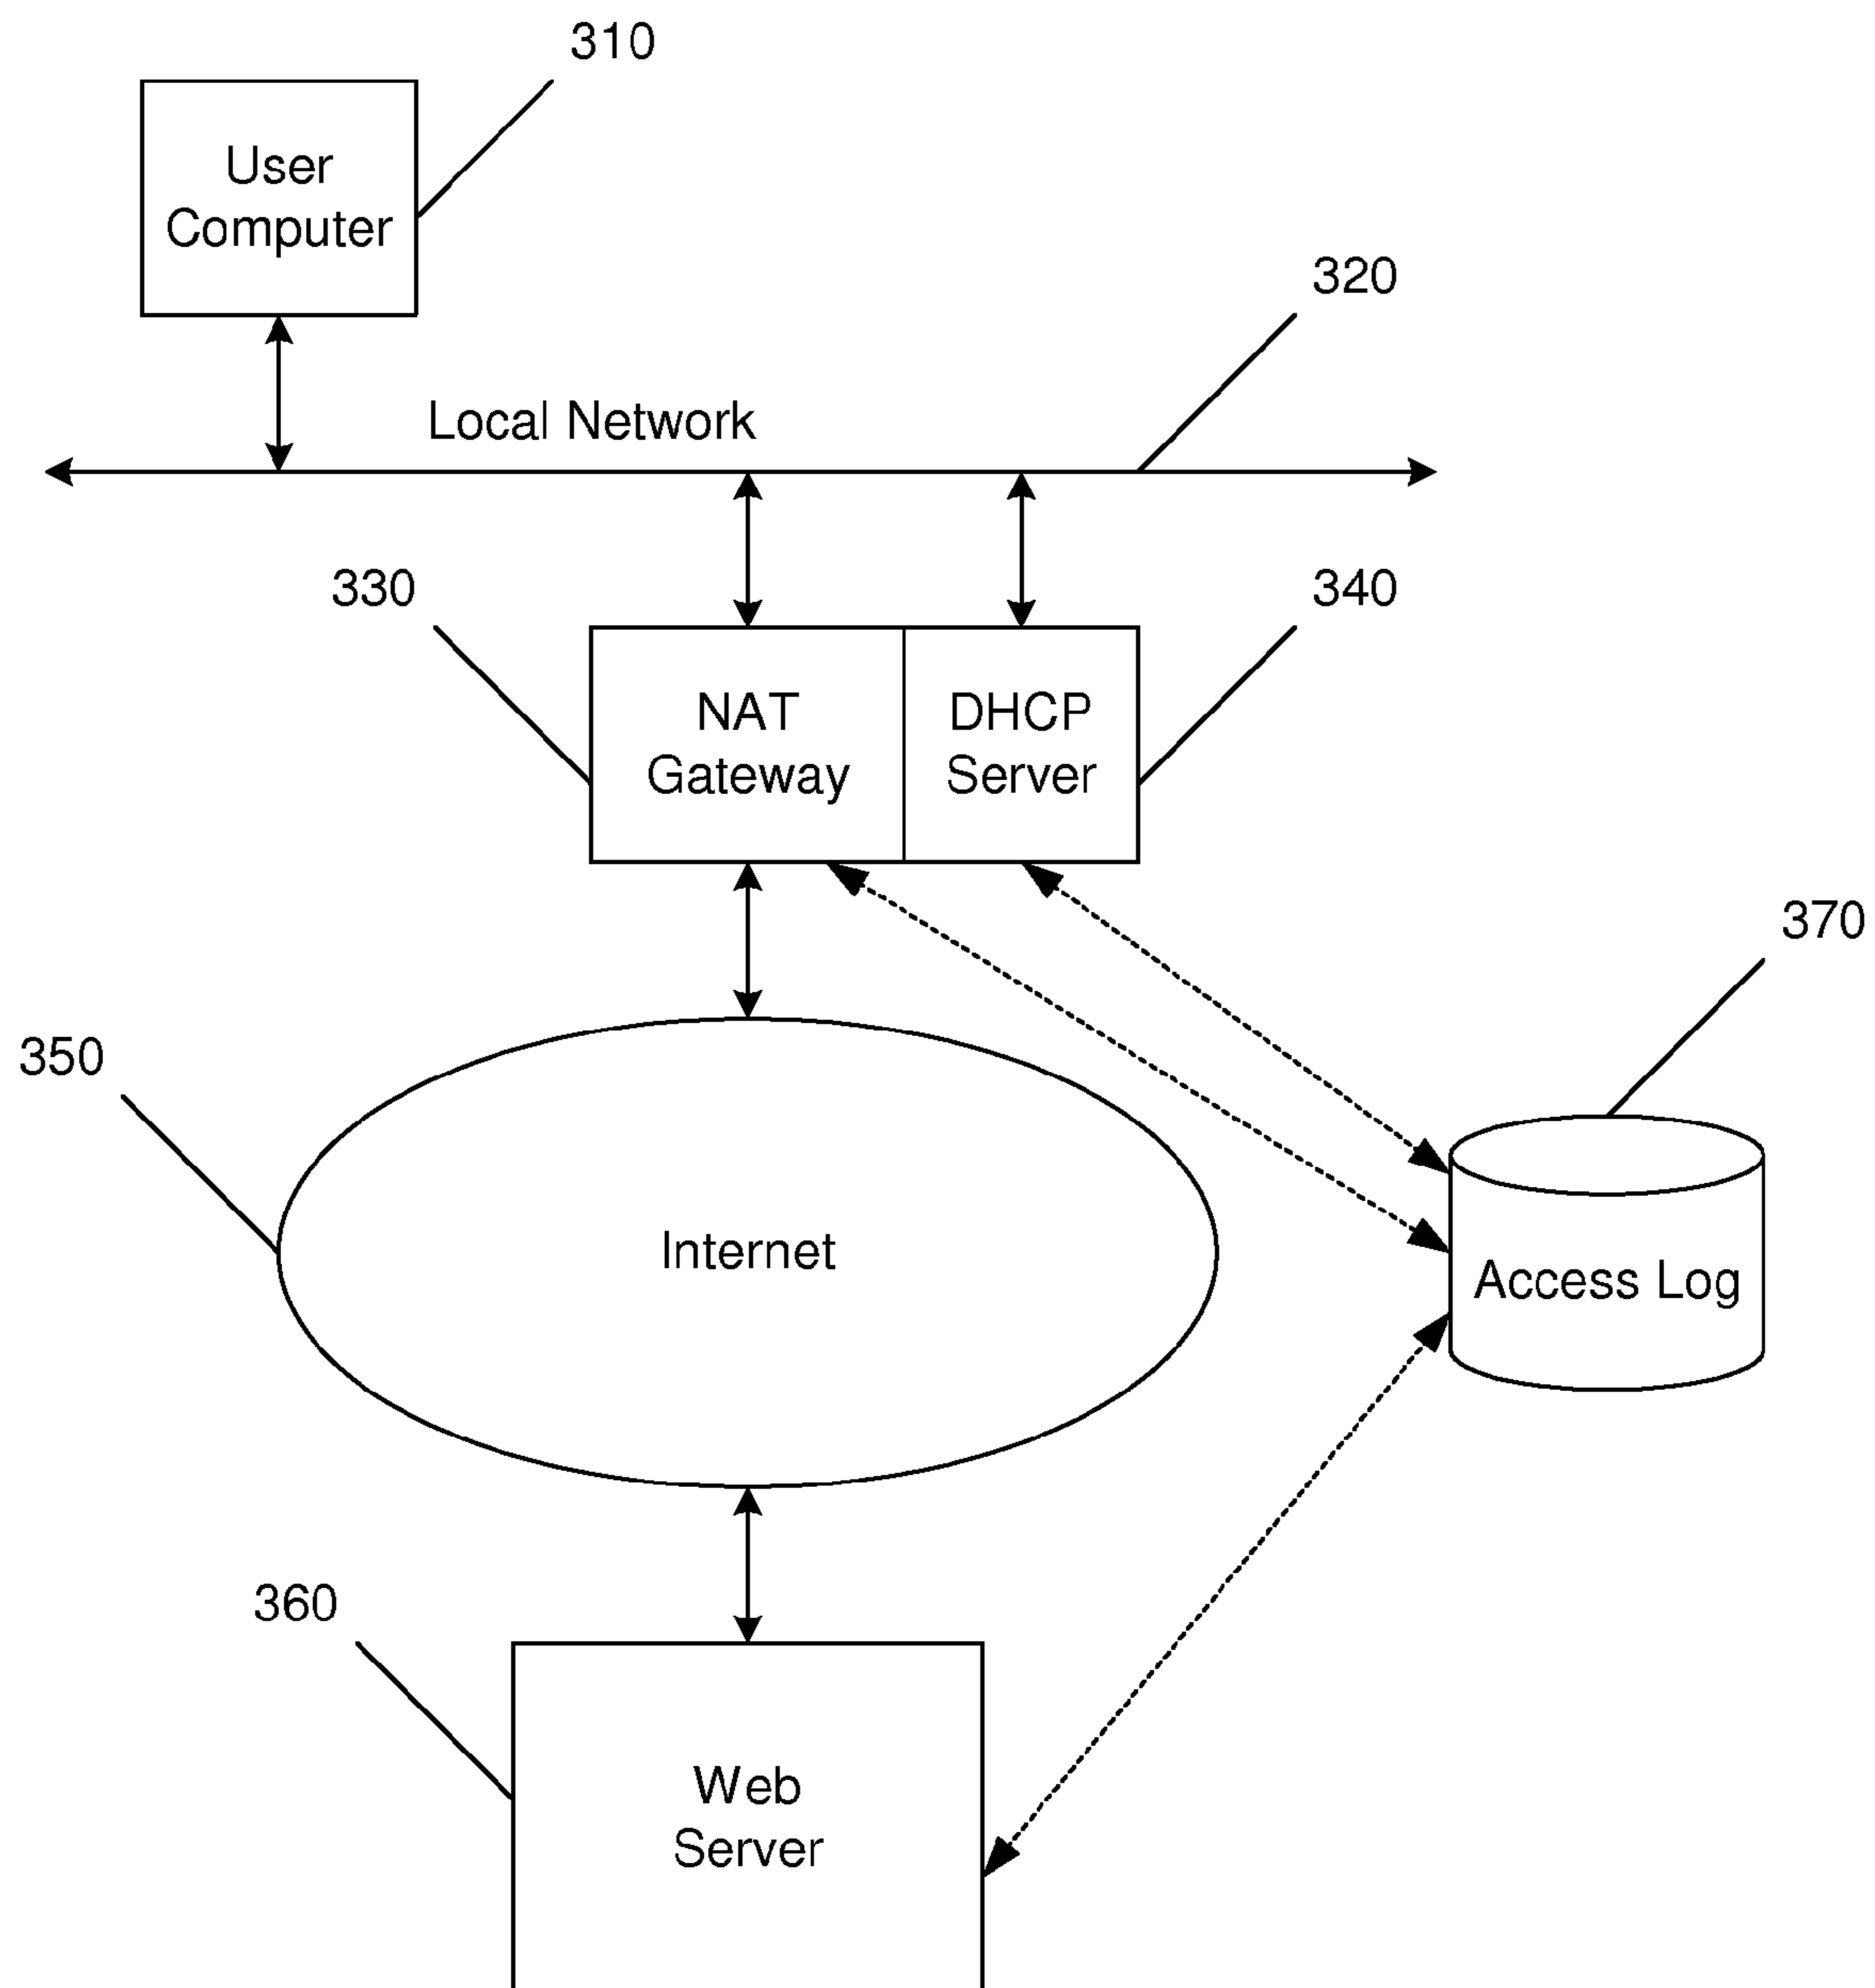 310
User
Computer
320
Local Network
330
340
NAT
Gateway
DHCP
Server
370
350
Internet
Access Log
360
Web
Server